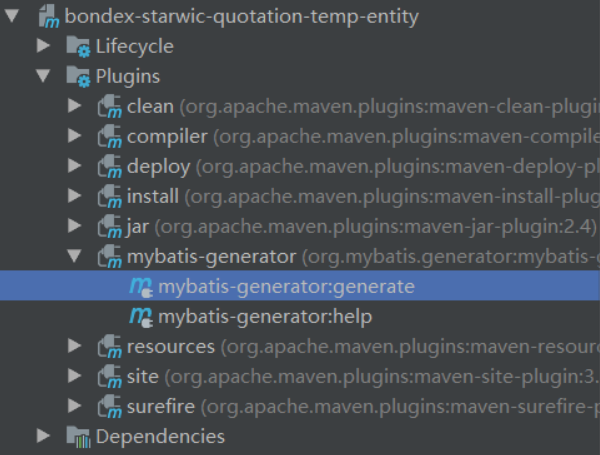 bondex-starwic-quotation-temp-entity
Lifecycle
Plugins
clean (org.apache.maven.plugins:maven-clean-plugi
compiler (org.apache.maven.plugins:maven-compile
deploy (org.apache.maven.plugins:maven-deploy-pl
install (org.apache.maven.plugins:maven-install-plug
jar (org.apache.maven.plugins:maven-jar-plugin:2.4)
mybatis-generator (org.mybatis.generator:mybatis-g
mybatis-generator:generate
mybatis-generator:help
resources (org.apache.maven.plugins:maven-resourc
site (org.apache.maven.plugins:maven-site-plugin:3.
surefire (org.apache.maven.plugins:maven-surefire-p
Dependencies